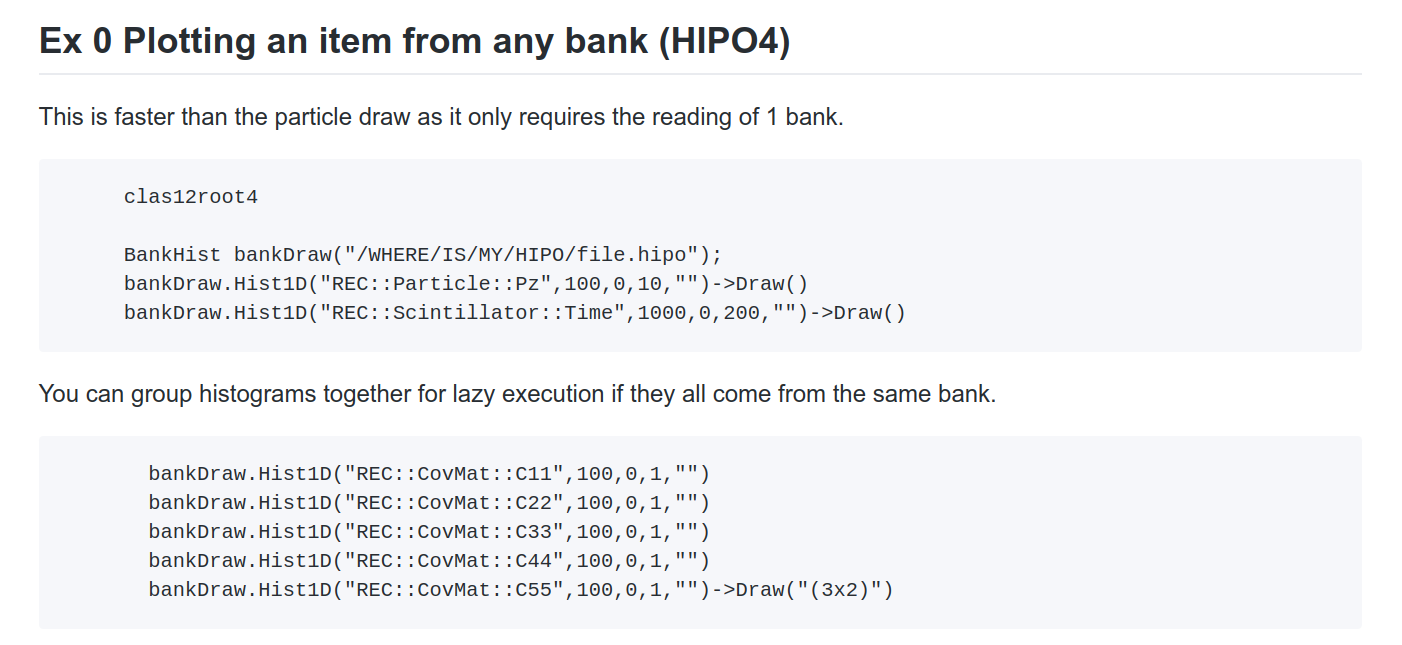 Ex 0 Plotting an item from any bank (HIPO4)
This is faster than the particle draw as it only requires the reading of 1 bank.
clas12root4
BankHist bankDraw("/WHERE/IS/MY/HIPO/file.hipo");
bankDraw.Hist1D("REC::Particle::Pz",100,0,10,"")->Draw()
bankDraw.Hist1D("REC::Scintillator::Time",1000,0,200,"")->Draw()
You can group histograms together for lazy execution if they all come from the same bank.
bankDraw.Hist1D("REC::CovMat::C11",100,0,1,"")
bankDraw.Hist1D("REC::CovMat::C22",100,0,1,"")
bankDraw.Hist1D("REC::CovMat::C33",100,0,1,"")
bankDraw.Hist1D("REC::CovMat::C44",100,0,1,"")
bankDraw.Hist1D("REC::CovMat::C55",100,0,1,"")->Draw("(3x2)")